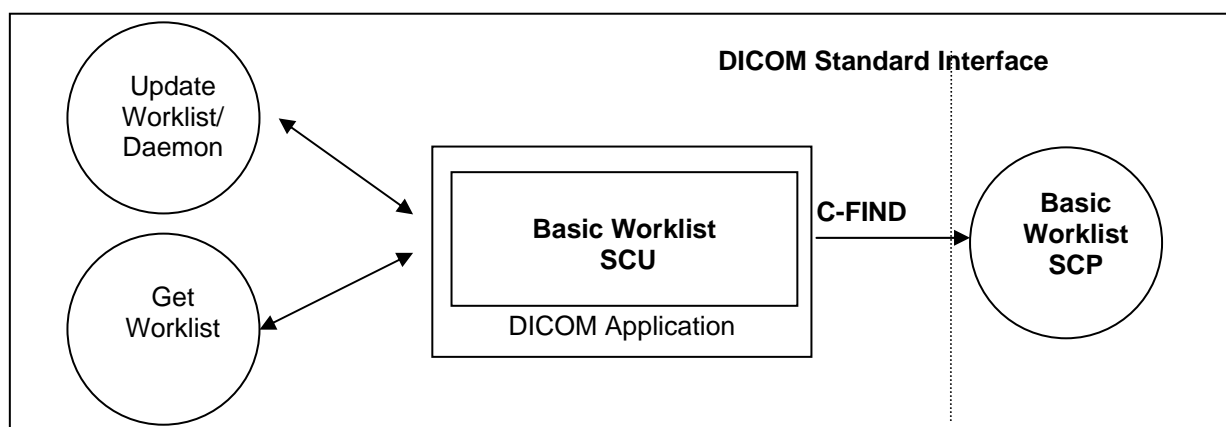 DICOM Standard Interface
Update
Worklist/
Daemon
Get
Worklist
Basic Worklist
SCU
DICOM Application
C-FIND
Basic
Worklist
SCP